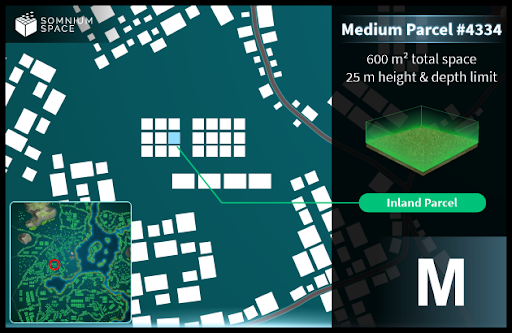 SOMNIUM
SPACE
Medium Parcel #4334
600 m² total space
25 m height & depth limit
Inland Parcel
M